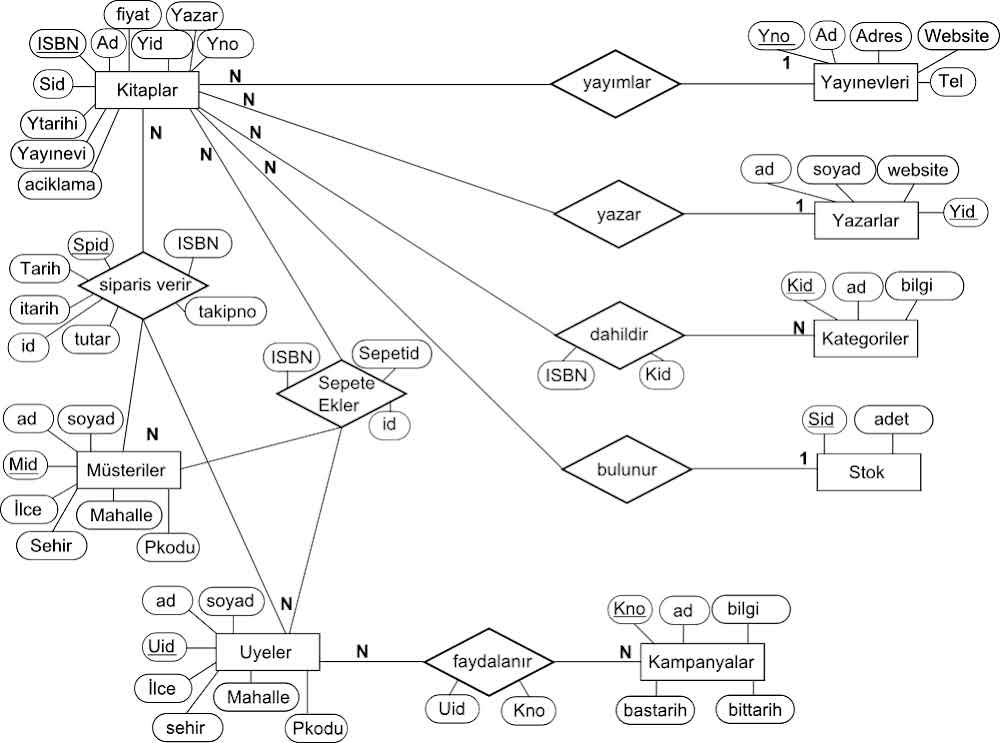 fiyat
Yazar
ISBN
Ad
Yid
Yno
Sid
Kitaplar
Ytarihi
Yayınevi
aciklama
N
N
N
N
N
N
yayımlar
1
Yno
Ad
Adres
Website
Yayınevleri
Tel
yazar
1
ad
soyad
website
Yazarlar
Yid
Spid
ISBN
Tarih
siparis verir
itarih
takipno
id
tutar
dahildir
ISBN
Kid
N
Kid
ad
bilgi
Kategoriler
ISBN
Sepetid
Sepete
Ekler
id
bulunur
1
Sid
adet
Stok
ad
soyad
N
Mid
Müsteriler
İlce
Mahalle
Sehir
Pkodu
ad
soyad
N
Uid
Uyeler
İlce
Mahalle
sehir
Pkodu
N
faydalanır
N
Uid
Kno
Kno
ad
bilgi
Kampanyalar
bastarih
bittarih